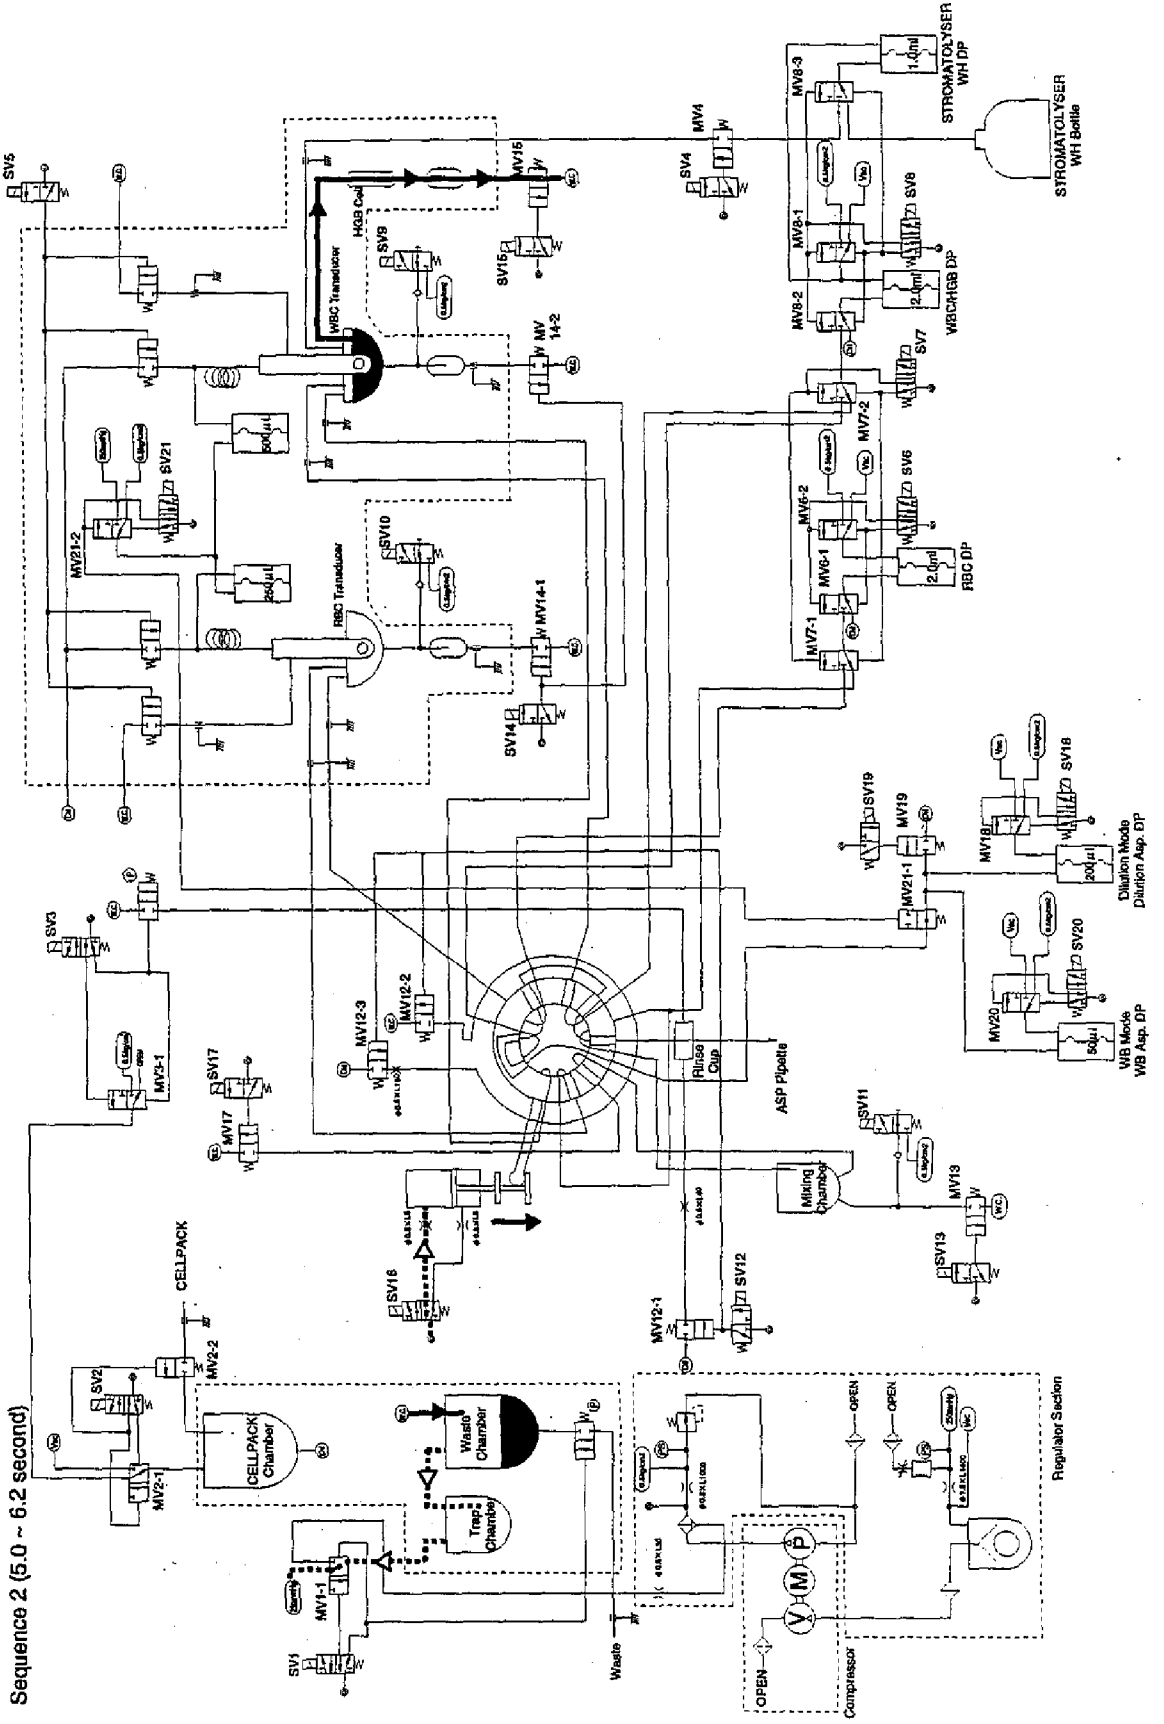 Sequence 2 (5.0 ~ 6.2 second)
SV5
SV3
SV2
MV2-1
MV2-2
CELLPACK
CELLPACK
Chamber
MV3-1
MV17
SV17
MV21-2
SV21
500µL
250µL
WBC Transducer
RBC Transducer
HGB Cell
SV9
SV10
MV15
SV15
MV
14-2
MV14-1
SV14
MV4
SV4
MV8-3
1.0ml
STROMATOLYSER
WH DP
STROMATOLYSER
WH Bottle
MV8-1
Vac
SV8
MV8-2
2.0ml
WBC/HGB DP
SV7
MV7-2
MV6-2
Vac
SV6
MV6-1
2.0ml
RBC DP
MV7-1
MV12-3
MV12-2
SV16
Rinse
Cup
ASP Pipette
Mixing
Chamber
SV11
MV13
SV13
W.C.
MV12-1
SV12
SV19
MV19
MV21-1
MV18
Vac
SV18
200µl
Dilution Mode
Dilution Asp. DP
MV20
Vac
SV20
50µl
WB Mode
WB Asp. DP
SV1
MV1-1
Trap
Chamber
Waste
Chamber
Waste
OPEN
OPEN
OPEN
V
M
P
Compressor
Regulator Section